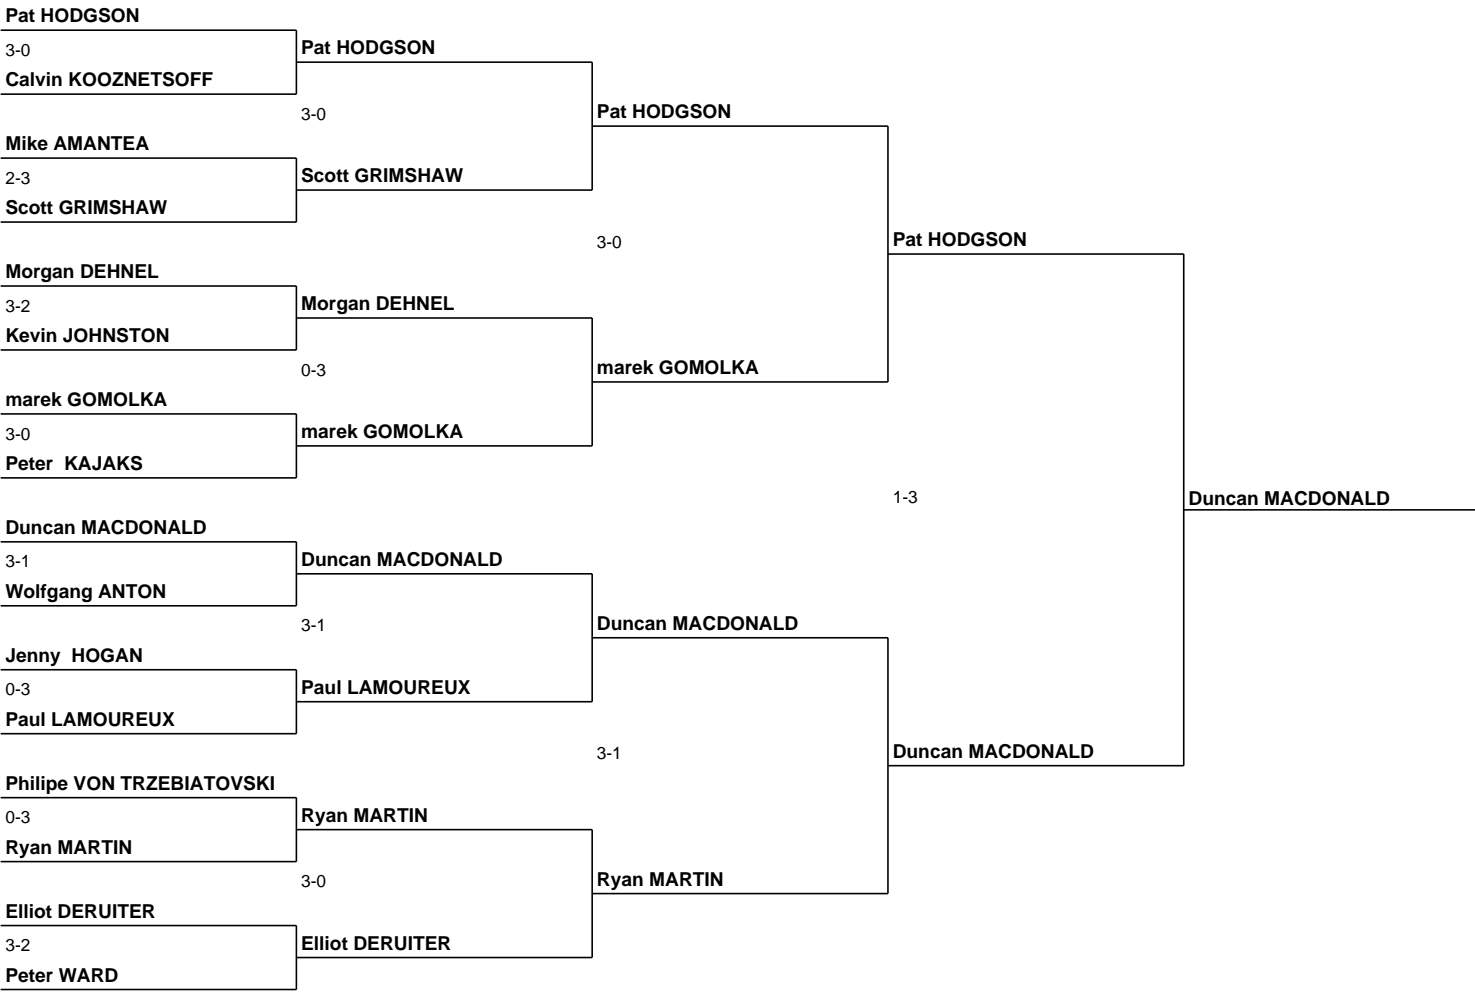 Pat HODGSON
3-0
Calvin KOOZNETSOFF
Mike AMANTEA
2-3
Scott GRIMSHAW
Morgan DEHNEL
3-2
Kevin JOHNSTON
marek GOMOLKA
3-0
Peter  KAJAKS
Duncan MACDONALD
3-1
Wolfgang ANTON
Jenny  HOGAN
0-3
Paul LAMOUREUX
Philipe VON TRZEBIATOVSKI
0-3
Ryan MARTIN
Elliot DERUITER
3-2
Peter WARD
Pat HODGSON
3-0
Scott GRIMSHAW
Morgan DEHNEL
0-3
marek GOMOLKA
Duncan MACDONALD
3-1
Paul LAMOUREUX
Ryan MARTIN
3-0
Elliot DERUITER
Pat HODGSON
3-0
marek GOMOLKA
Duncan MACDONALD
3-1
Ryan MARTIN
Pat HODGSON
1-3
Duncan MACDONALD
Duncan MACDONALD